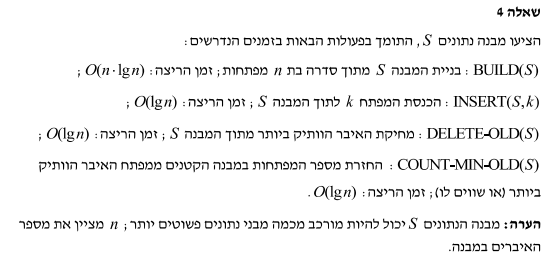 שאלה 4
הציעו מבנה נתונים S, התומך בפעולות הבאות בזמנים הנדרשים:
BUILD(S) : בניית המבנה S מתוך סדרה בת n מפתחות; זמן הריצה: O(n·lg n) ;
INSERT(S,k) : הכנסת המפתח k לתוך המבנה S ; זמן הריצה: O(lg n) ;
DELETE-OLD(S) : מחיקת האיבר הוותיק ביותר מתוך המבנה S ; זמן הריצה: O(lg n) ;
COUNT-MIN-OLD(S) : החזרת מספר המפתחות במבנה הקטנים ממפתח האיבר הוותיק
ביותר (או שווים לו); זמן הריצה: O(lg n) .
הערה: מבנה הנתונים S יכול להיות מורכב מכמה מבני נתונים פשוטים יותר; n מציין את מספר
האיברים במבנה.